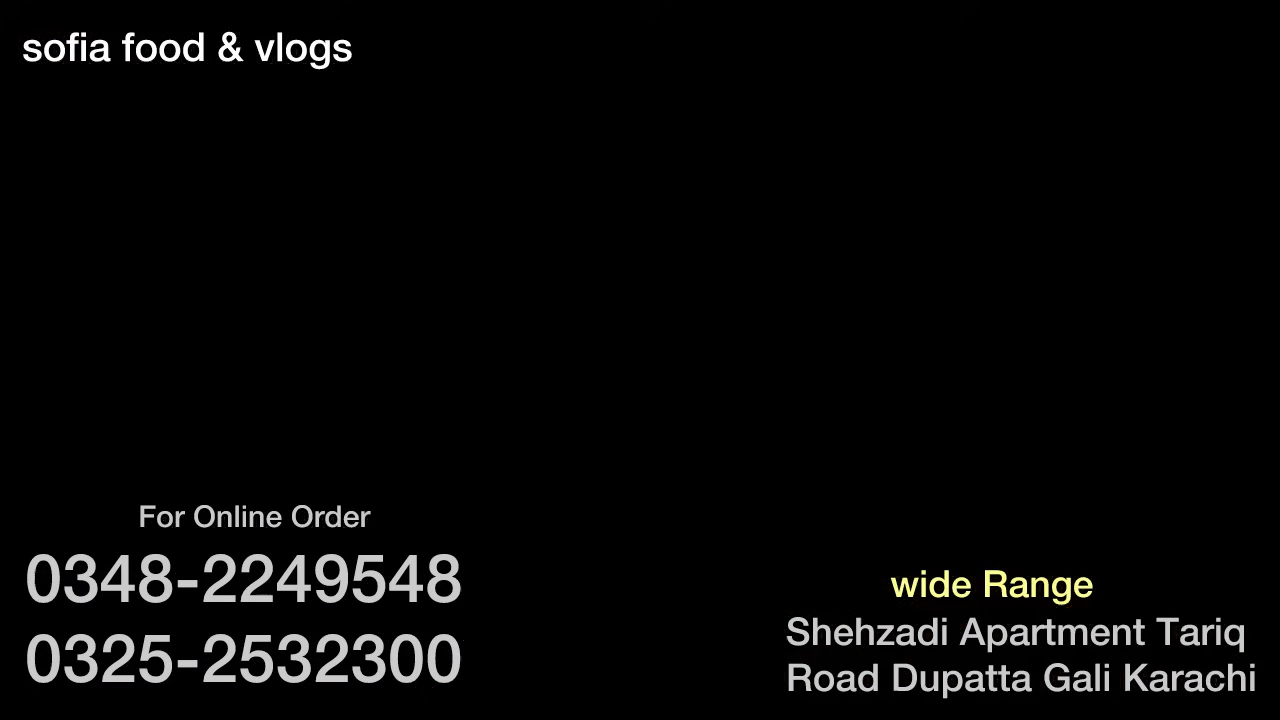 sofia food & vlogs
For Online Order
0348-2249548
0325-2532300
wide Range
Shehzadi Apartment Tariq
Road Dupatta Gali Karachi